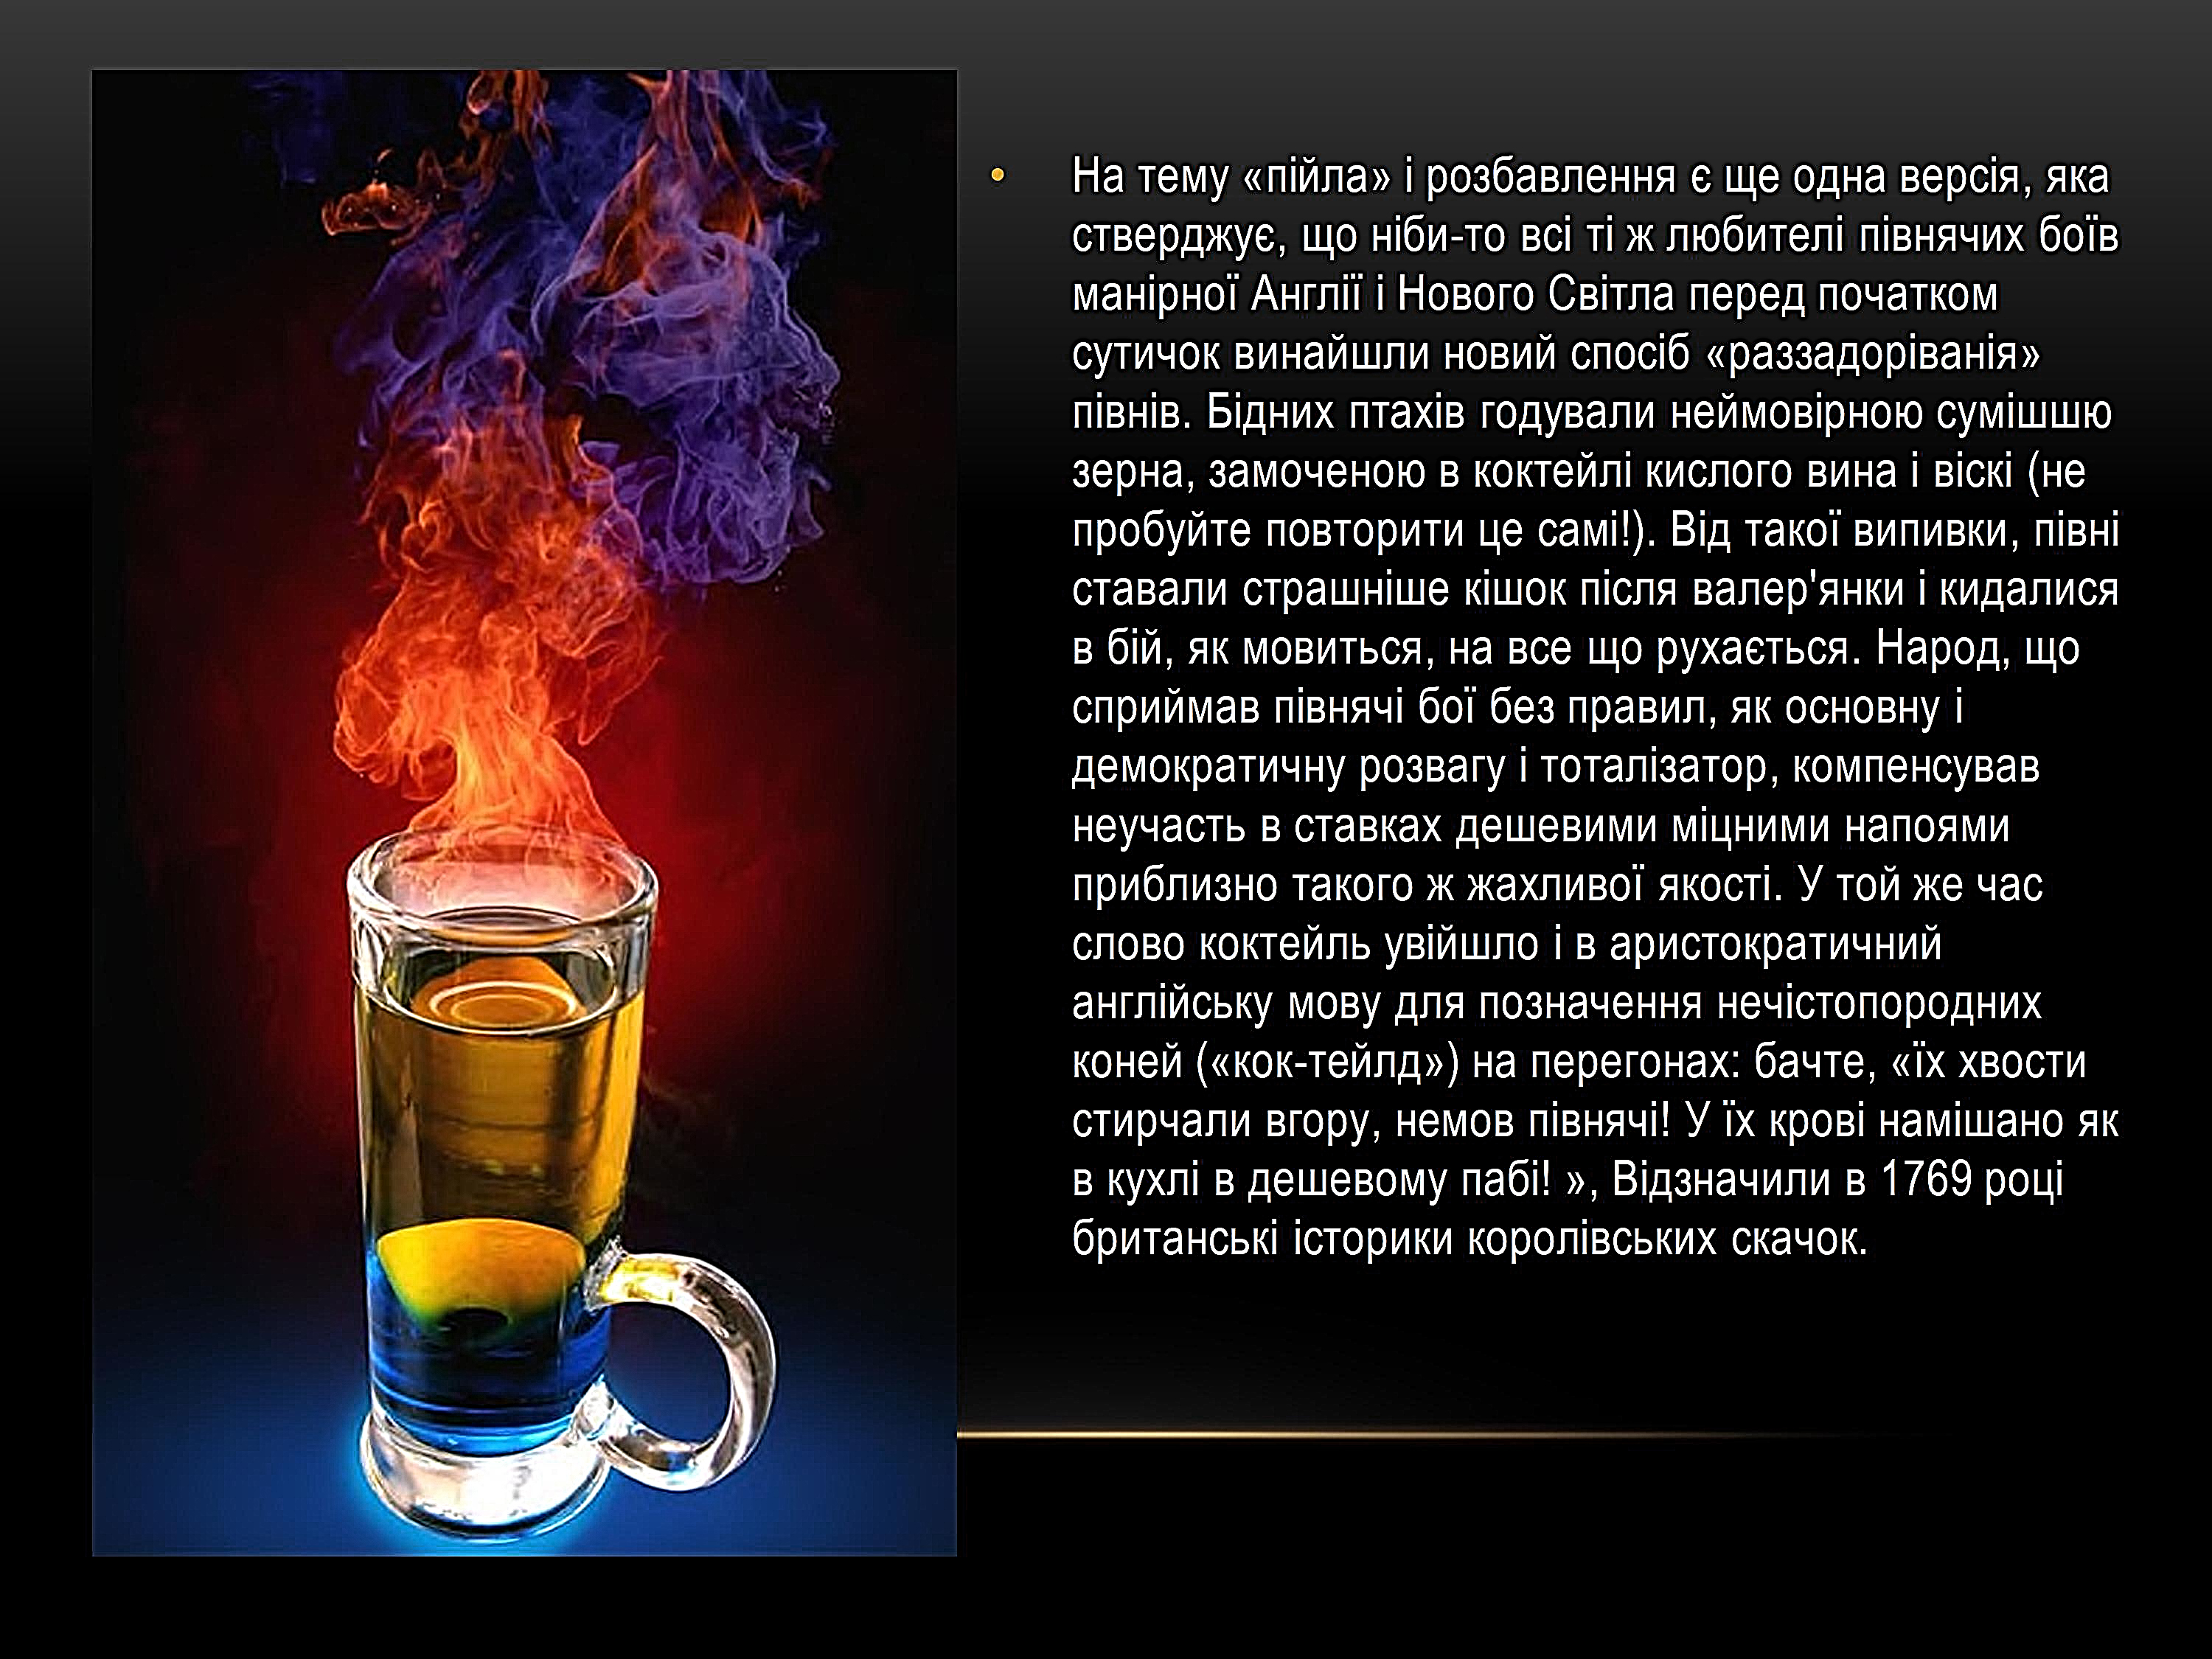 • На тему «пійла» і розбавлення є ще одна версія, яка
стверджує, що ніби-то всі ті ж любителі півнячих боїв
манірної Англії і Нового Світла перед початком
сутичок винайшли новий спосіб «раззадоріванія»
півнів. Бідних птахів годували неймовірною сумішшю
зерна, замоченою в коктейлі кислого вина і віскі (не
пробуйте повторити це самі!). Від такої випивки, півні
ставали страшніше кішок після валер'янки і кидалися
в бій, як мовиться, на все що рухається. Народ, що
сприймав півнячі бої без правил, як основну і
демократичну розвагу і тоталізатор, компенсував
неучасть в ставках дешевими міцними напоями
приблизно такого ж жахливої якості. У той же час
слово коктейль увійшло і в аристократичний
англійську мову для позначення нечістопородних
коней («кок-тейлд») на перегонах: бачте, «їх хвости
стирчали вгору, немов півнячі! У їх крові намішано як
в кухлі в дешевому пабі! », Відзначили в 1769 році
британські історики королівських скачок.